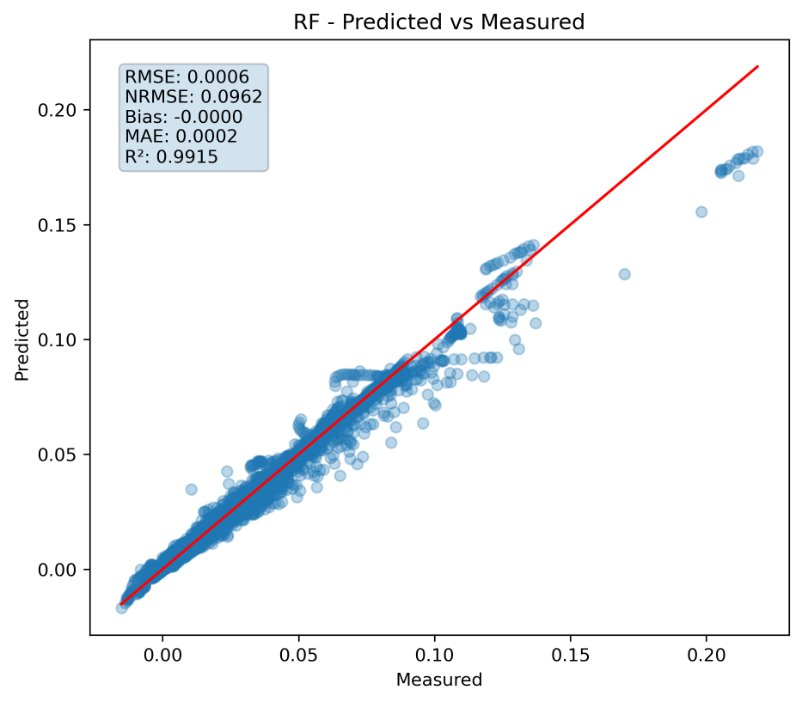 RF - Predicted vs Measured
RMSE: 0.0006
NRMSE: 0.0962
Bias: -0.0000
MAE: 0.0002
R²: 0.9915
0.20
0.15
0.10
0.05
0.00
Predicted
0.00 0.05 0.10 0.15 0.20
Measured